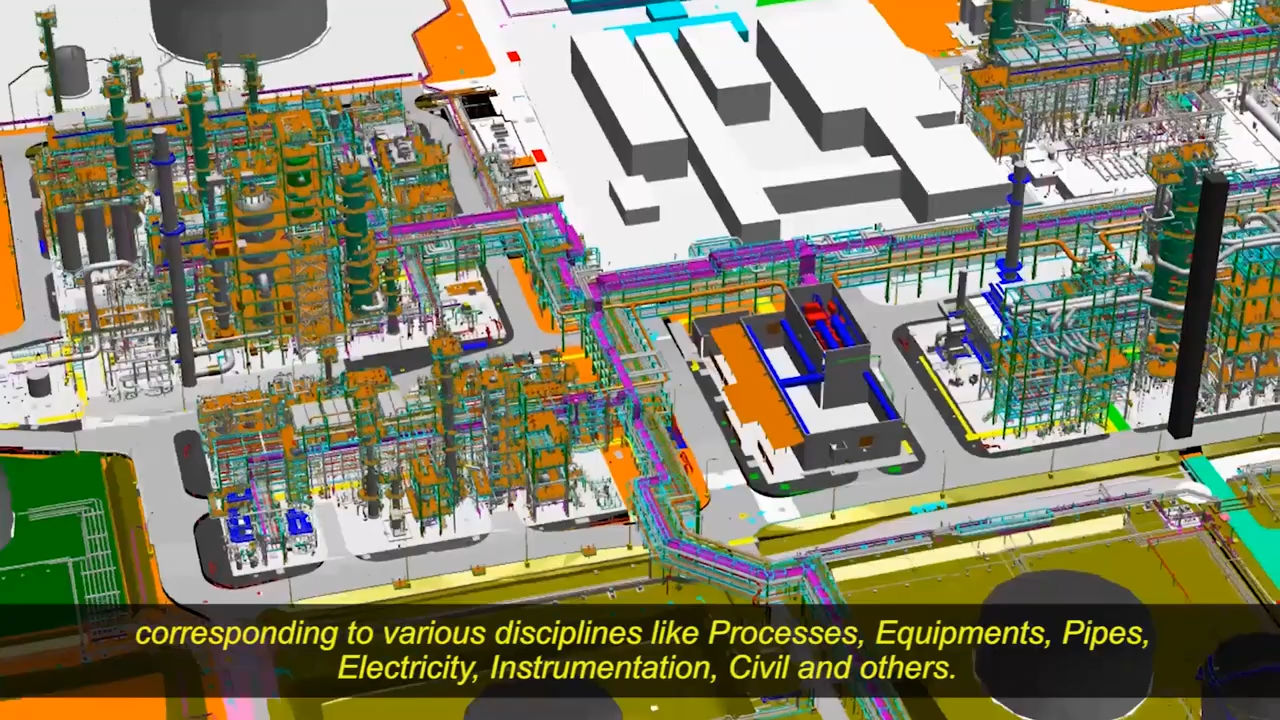 corresponding to various disciplines like Processes, Equipments, Pipes,
Electricity, Instrumentation, Civil and others.